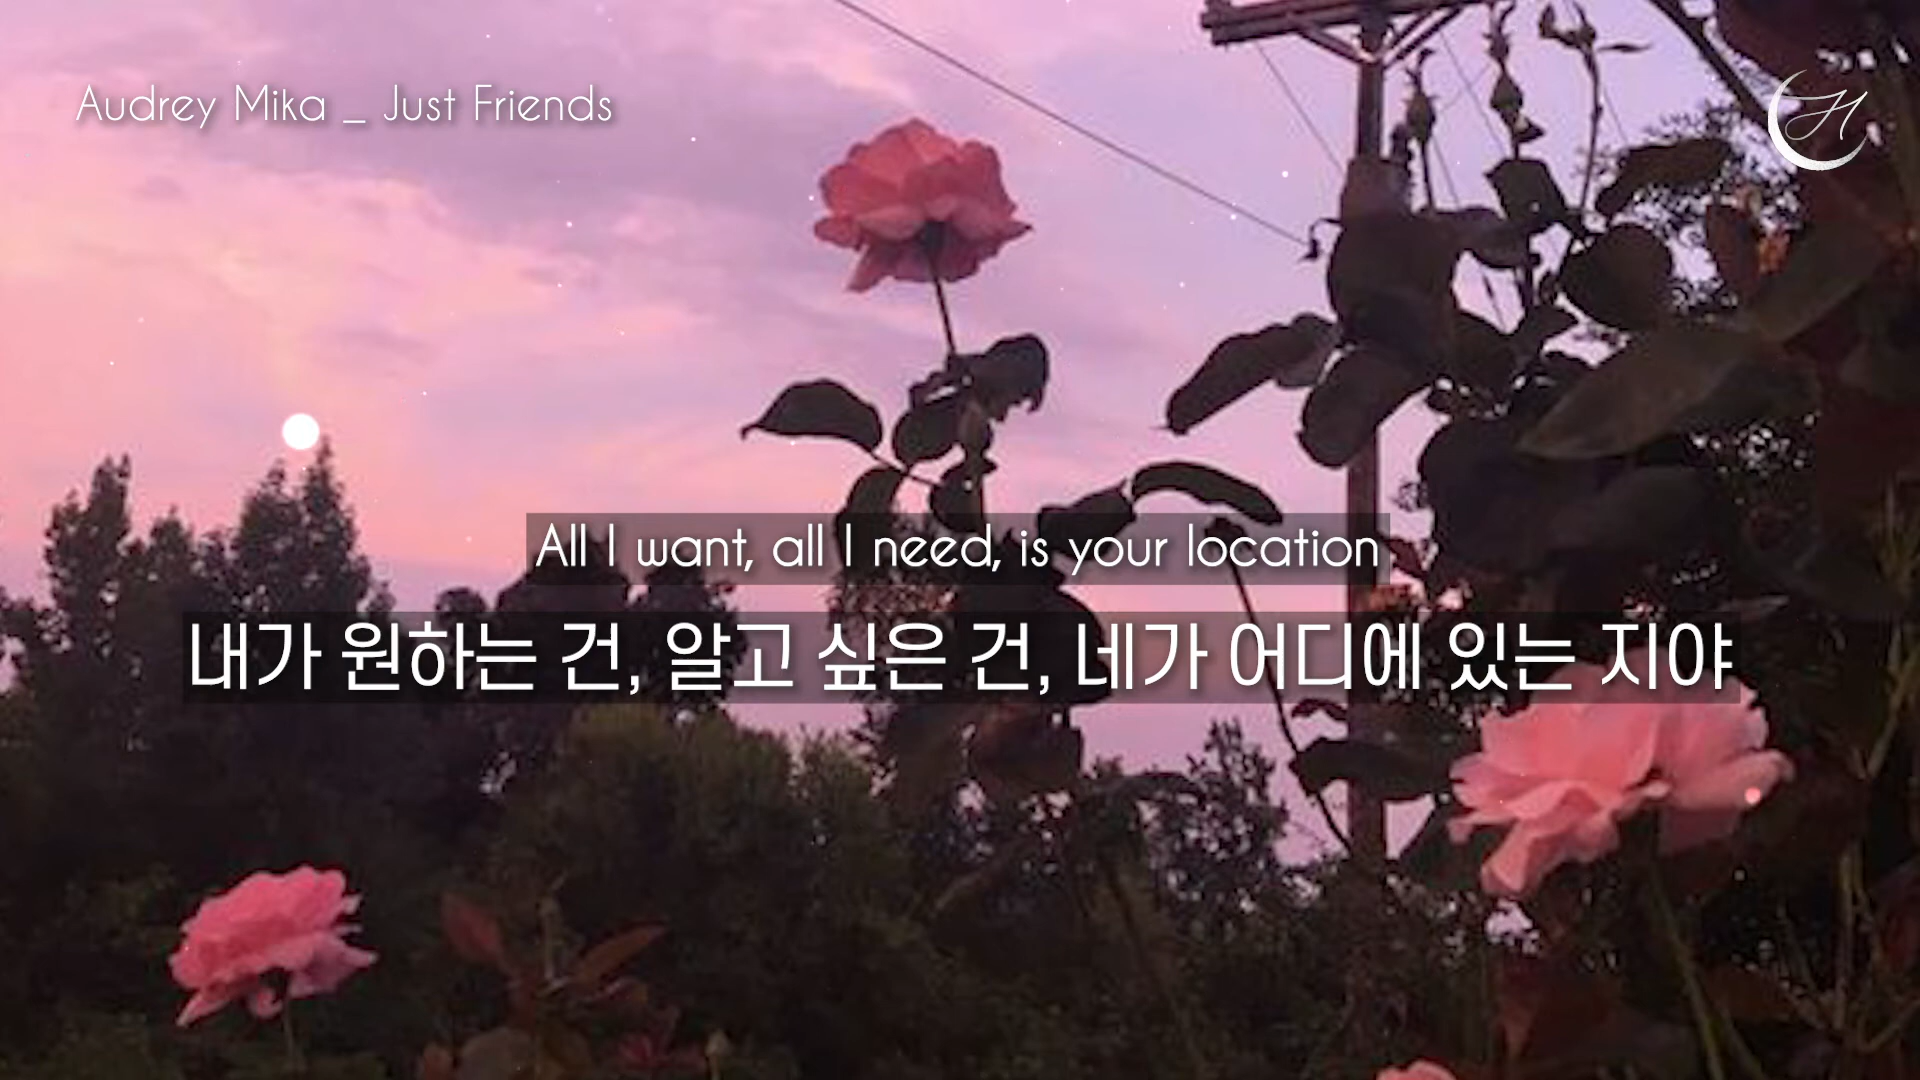 Audrey Mika _ Just Friends
H
All I want, all I need, is your location
내가 원하는 건, 알고 싶은 건, 네가 어디에 있는 지야